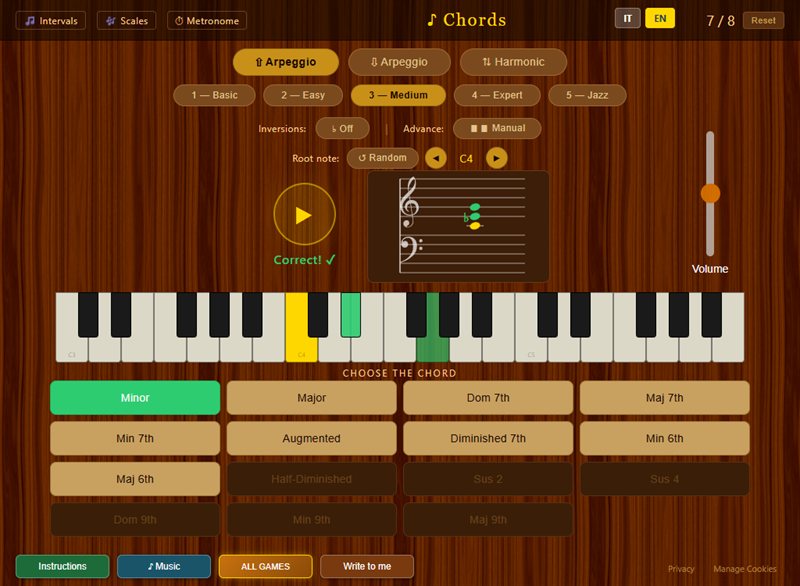 🎵 Intervals 🎼 Scales ⏱ Metronome ♪ Chords IT EN 7 / 8 Reset
⇧ Arpeggio ⇩ Arpeggio ⇅ Harmonic
1 — Basic 2 — Easy 3 — Medium 4 — Expert 5 — Jazz
Inversions: ♭ Off | Advance: Manual
Root note: ↺ Random ◄ C4 ►
Correct! ✓
Volume
C3 C4 C5
CHOOSE THE CHORD
Minor Major Dom 7th Maj 7th
Min 7th Augmented Diminished 7th Min 6th
Maj 6th Half-Diminished Sus 2 Sus 4
Dom 9th Min 9th Maj 9th
Instructions ♪ Music ALL GAMES Write to me Privacy Manage Cookies